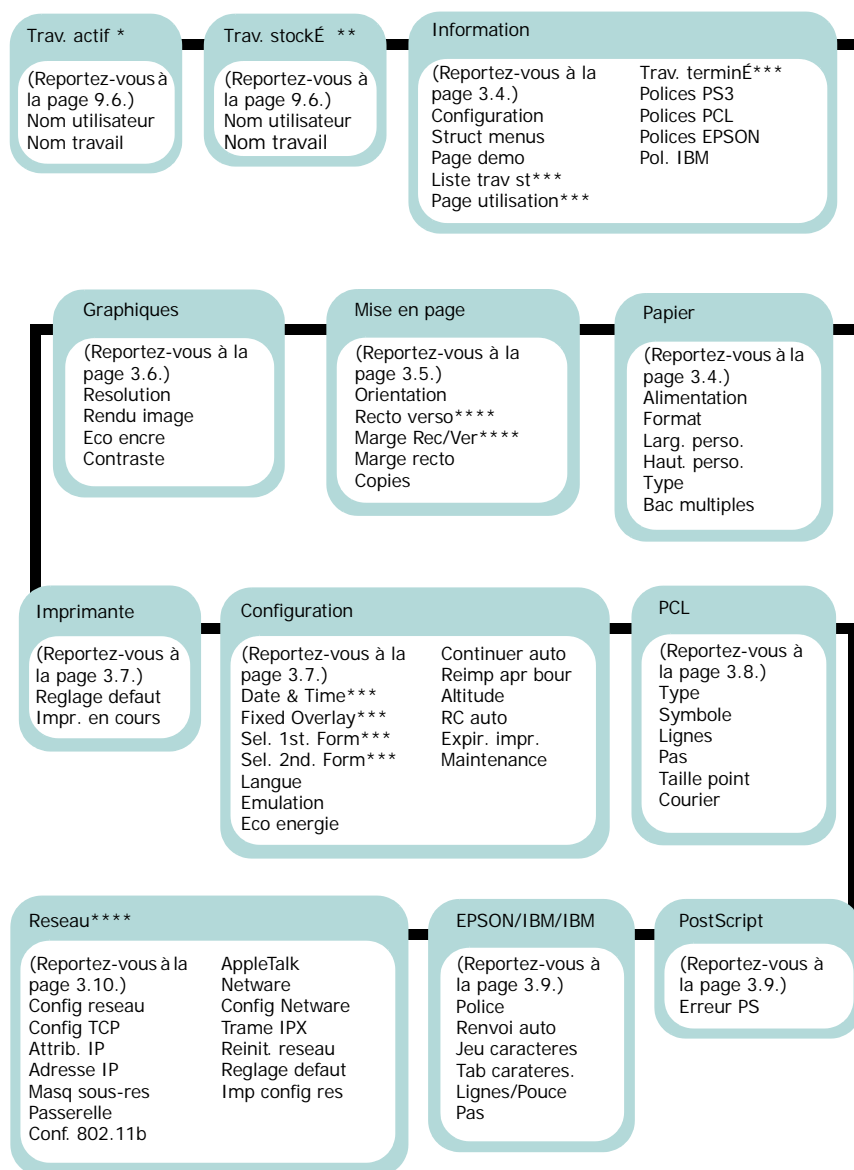 Trav. actif *
(Reportez-vous à
la page 9.6.)
Nom utilisateur
Nom travail
Trav. stockÉ **
(Reportez-vous à
la page 9.6.)
Nom utilisateur
Nom travail
Information
(Reportez-vous à la
page 3.4.)
Configuration
Struct menus
Page demo
Liste trav st***
Page utilisation***
Trav. terminÉ***
Polices PS3
Polices PCL
Polices EPSON
Pol. IBM
Graphiques
(Reportez-vous à la
page 3.6.)
Resolution
Rendu image
Eco encre
Contraste
Mise en page
(Reportez-vous à la
page 3.5.)
Orientation
Recto verso****
Marge Rec/Ver****
Marge recto
Copies
Papier
(Reportez-vous à la
page 3.4.)
Alimentation
Format
Larg. perso.
Haut. perso.
Type
Bac multiples
Imprimante
(Reportez-vous à
la page 3.7.)
Reglage defaut
Impr. en cours
Configuration
(Reportez-vous à la
page 3.7.)
Date & Time***
Fixed Overlay***
Sel. 1st. Form***
Sel. 2nd. Form***
Langue
Emulation
Eco energie
Continuer auto
Reimp apr bour
Altitude
RC auto
Expir. impr.
Maintenance
PCL
(Reportez-vous à
la page 3.8.)
Type
Symbole
Lignes
Pas
Taille point
Courier
Reseau****
(Reportez-vous à la
page 3.10.)
Config reseau
Config TCP
Attrib. IP
Adresse IP
Masq sous-res
Passerelle
Conf. 802.11b
AppleTalk
Netware
Config Netware
Trame IPX
Reinit. reseau
Reglage defaut
Imp config res
EPSON/IBM/IBM
(Reportez-vous à
la page 3.9.)
Police
Renvoi auto
Jeu caracteres
Tab carateres.
Lignes/Pouce
Pas
PostScript
(Reportez-vous à
la page 3.9.)
Erreur PS